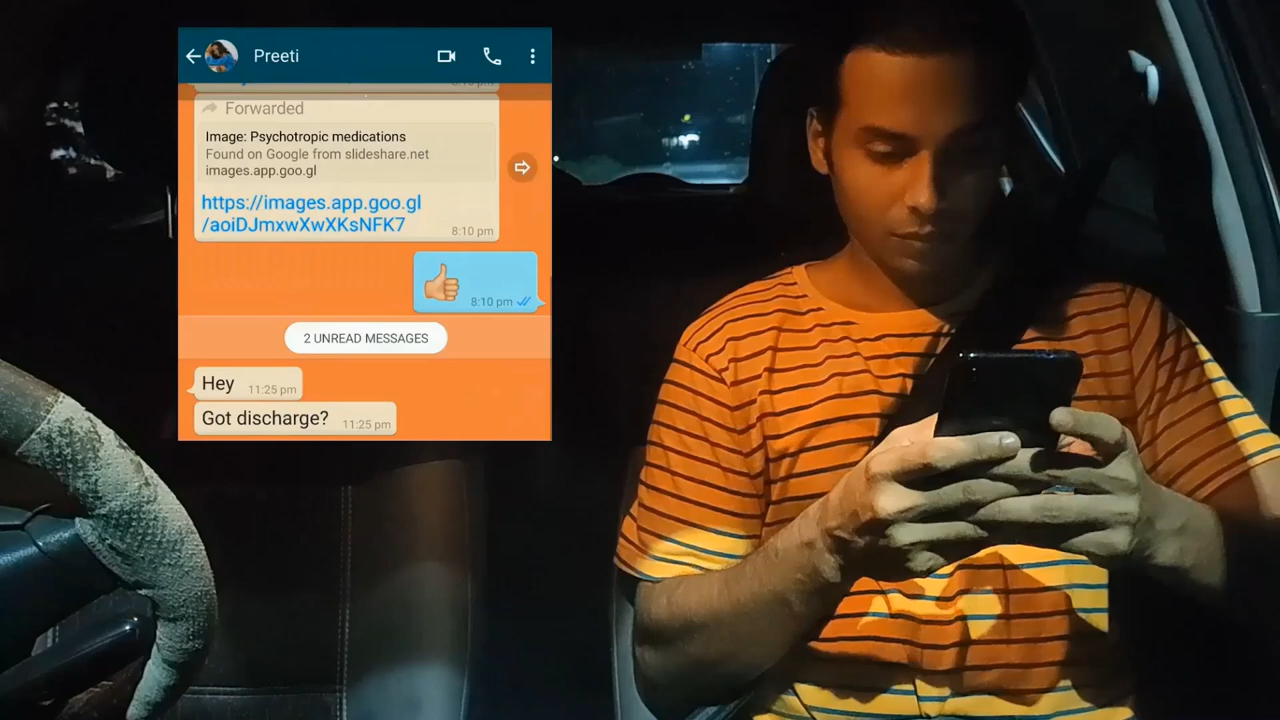 Preeti
Forwarded
Image: Psychotropic medications
Found on Google from slideshare.net
images.app.goo.gl
https://images.app.goo.gl
/aoiDJmxwXwXKsNFK7
8:10 pm
8:10 pm
2 UNREAD MESSAGES
Hey 11:25 pm
Got discharge? 11:25 pm